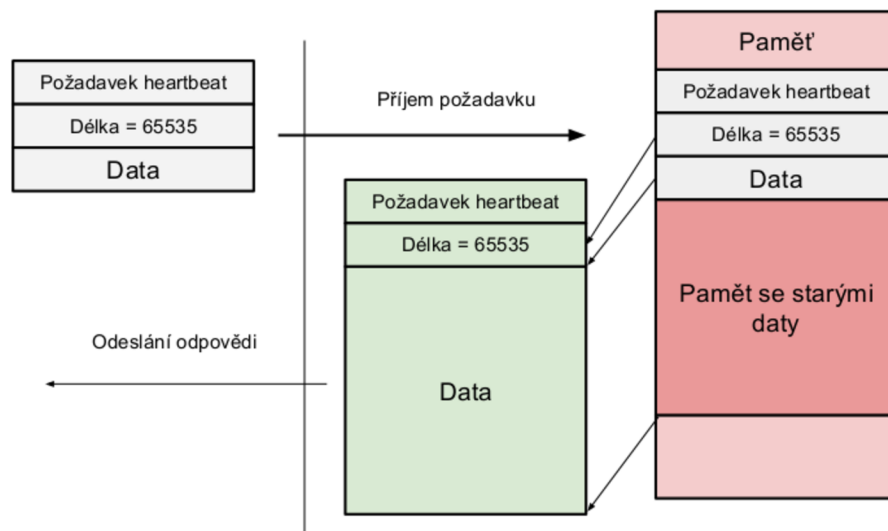 Požadavek heartbeat
Délka = 65535
Data
Příjem požadavku
Odeslání odpovědi
Požadavek heartbeat
Délka = 65535
Data
Paměť
Požadavek heartbeat
Délka = 65535
Data
Pamět se starými
daty